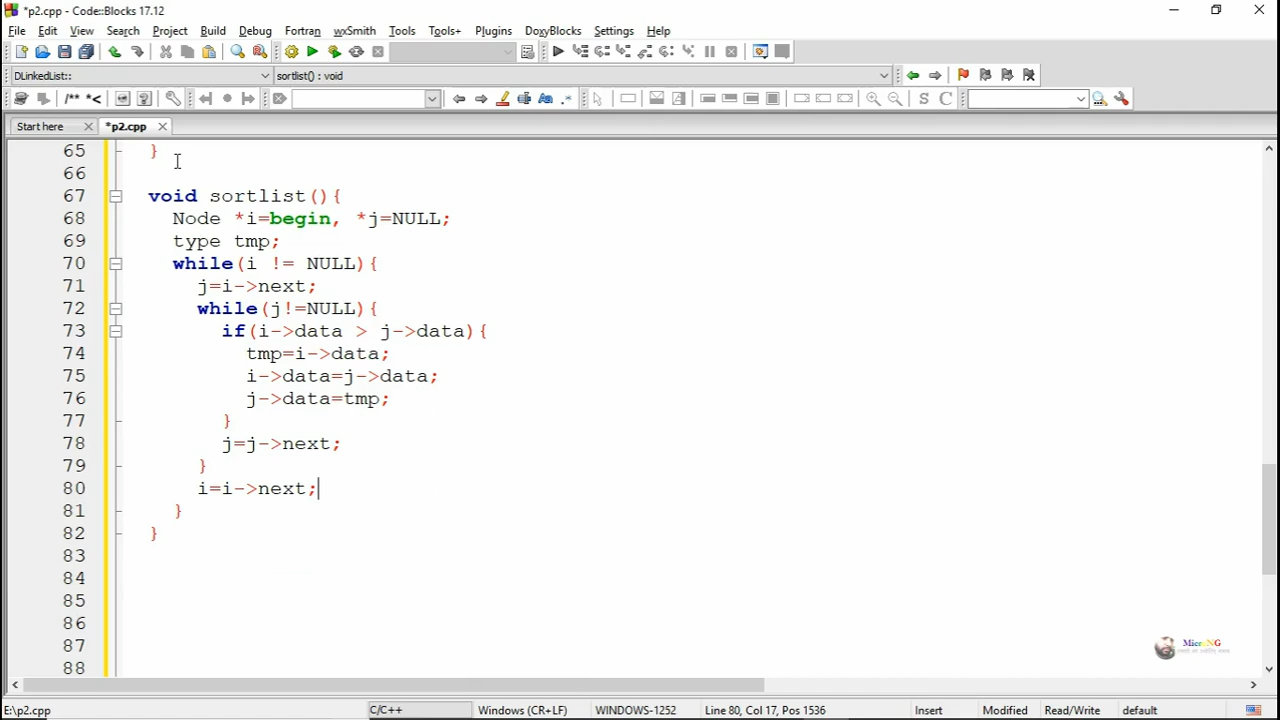 *p2.cpp - Code::Blocks 17.12
File Edit View Search Project Build Debug Fortran wxSmith Tools Tools+ Plugins DoxyBlocks Settings Help
DLinkedList:: sortlist() : void
/** *<
S C
Start here *p2.cpp
65 }
66
67 void sortlist(){
68 Node *i=begin, *j=NULL;
69 type tmp;
70 while(i != NULL){
71 j=i->next;
72 while(j!=NULL){
73 if(i->data > j->data){
74 tmp=i->data;
75 i->data=j->data;
76 j->data=tmp;
77 }
78 j=j->next;
79 }
80 i=i->next;
81 }
82 }
83
84
85
86
87
88
E:\p2.cpp C/C++ Windows (CR+LF) WINDOWS-1252 Line 80, Col 17, Pos 1536 Insert Modified Read/Write default